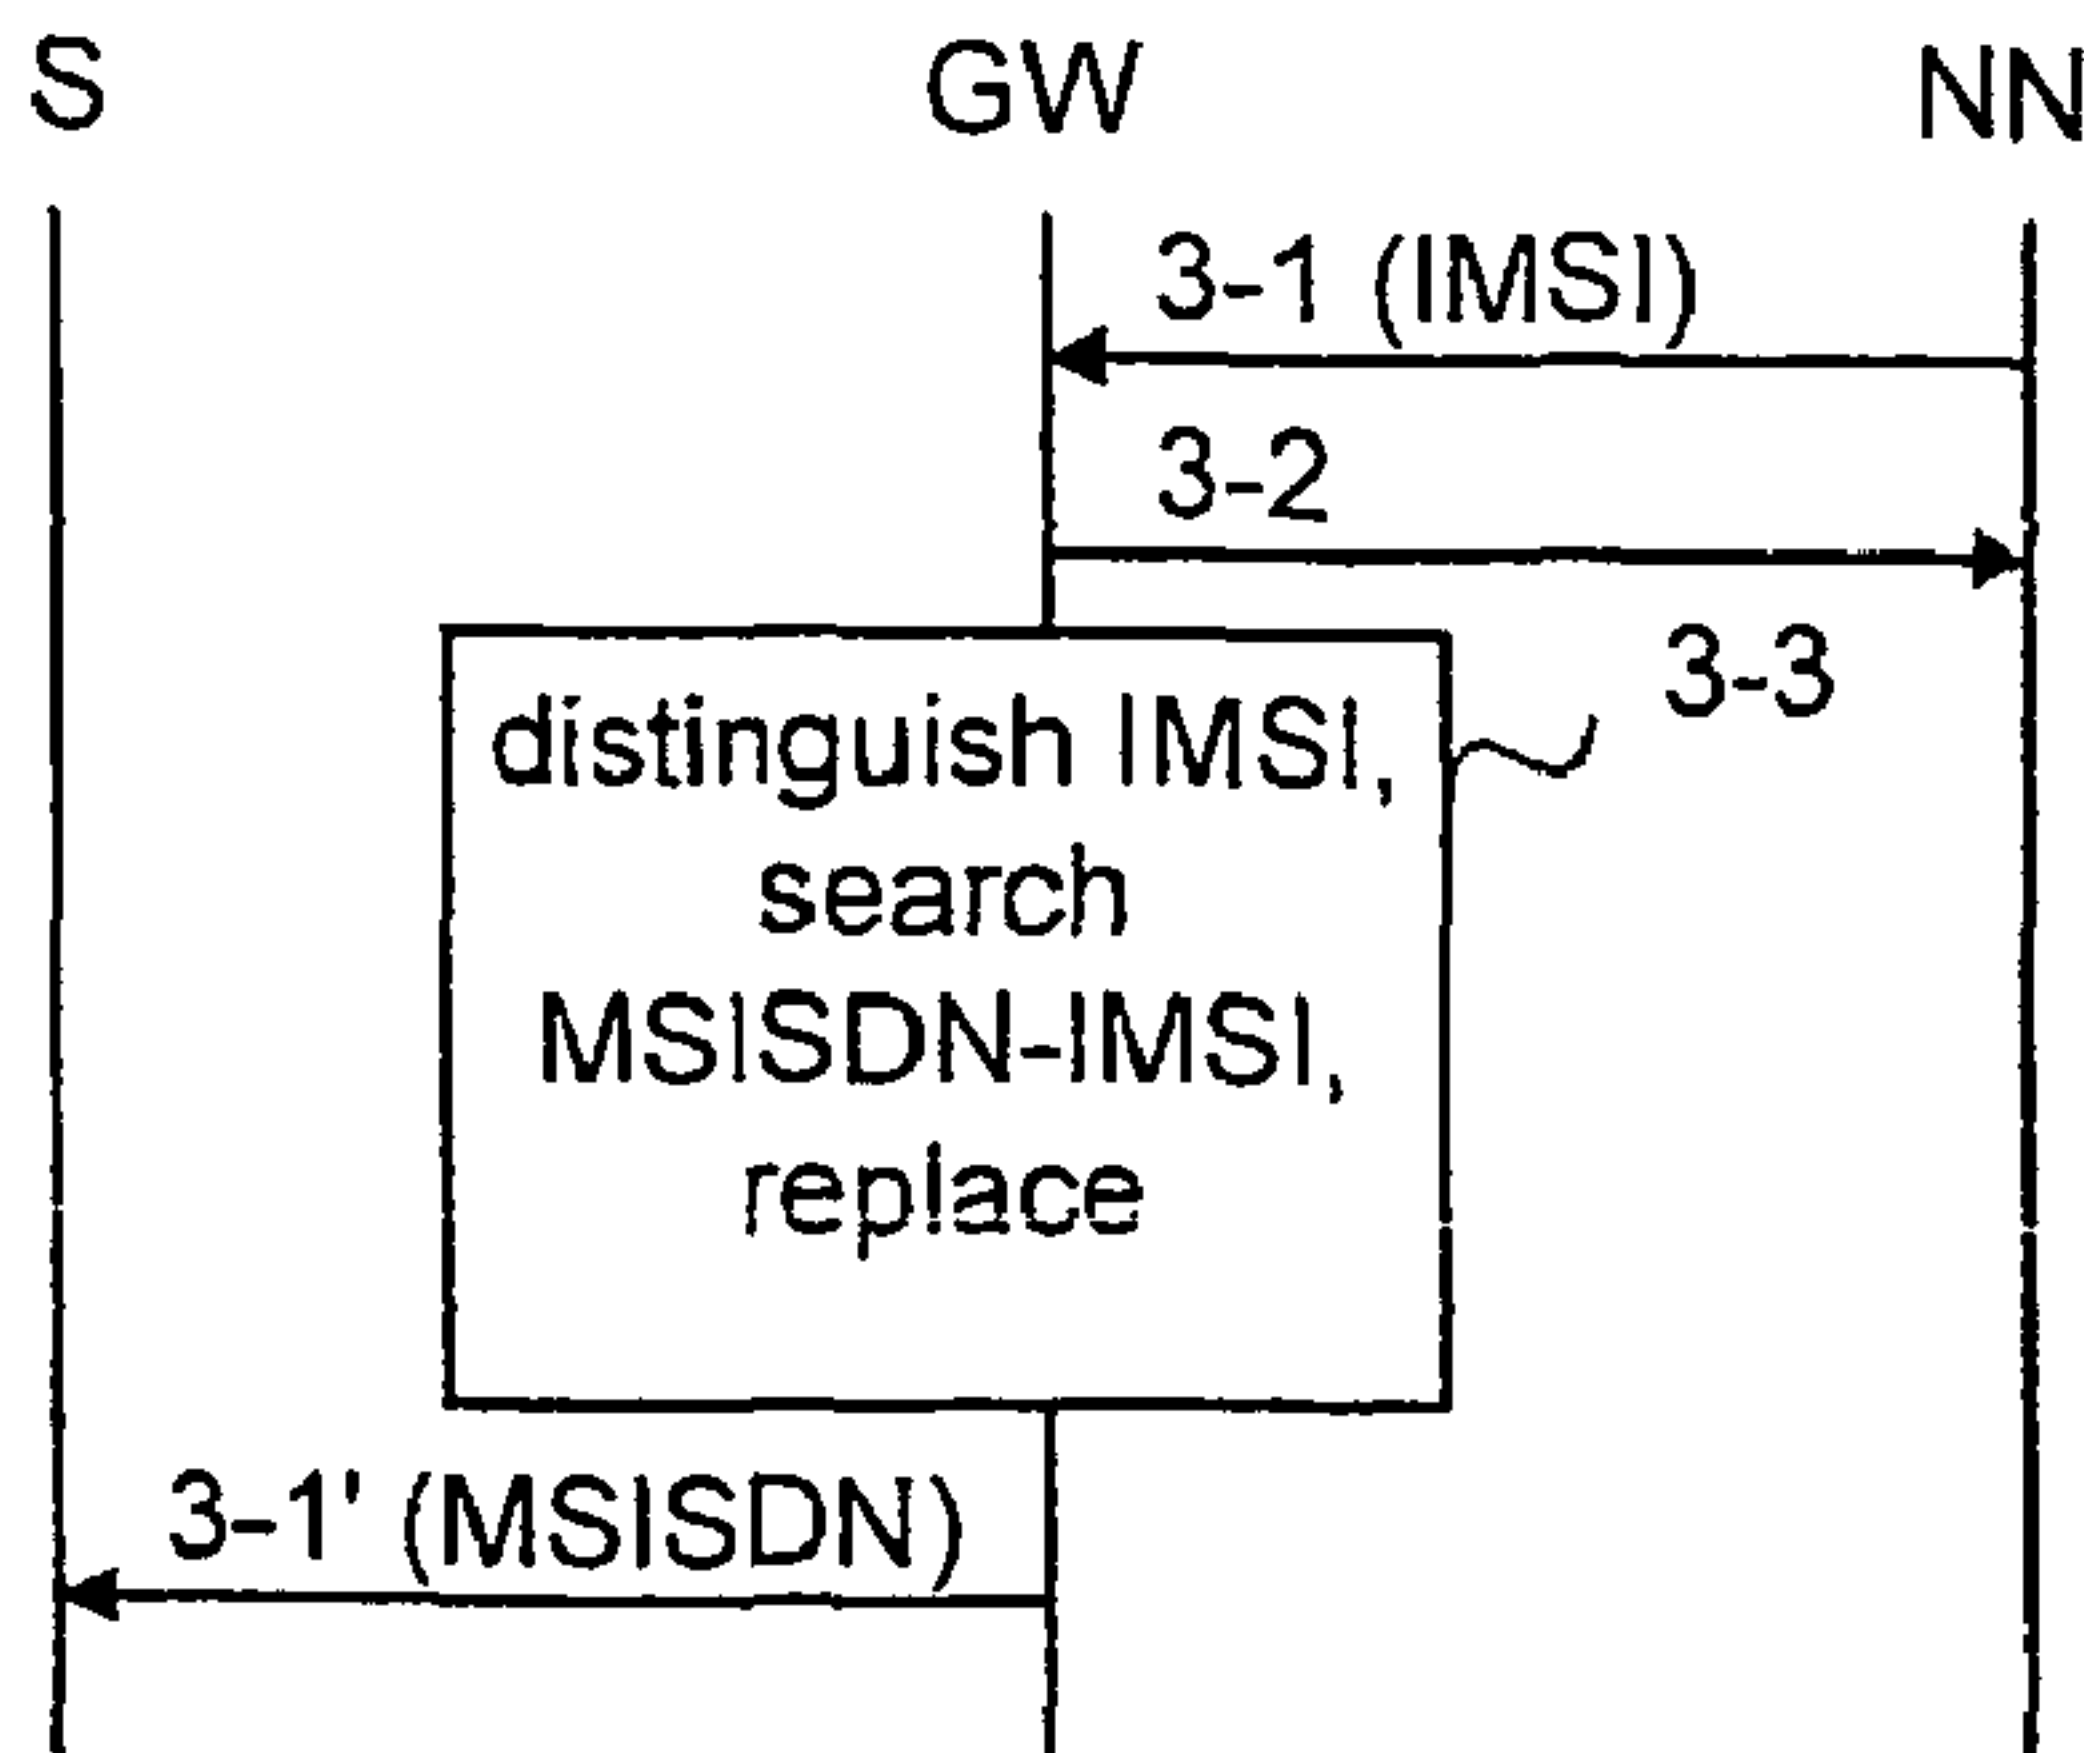 S GW NN
3-1 (IMSI)
3-2
3-3
distinguish IMSI,
search
MSISDN-IMSI,
replace
3-1' (MSISDN)